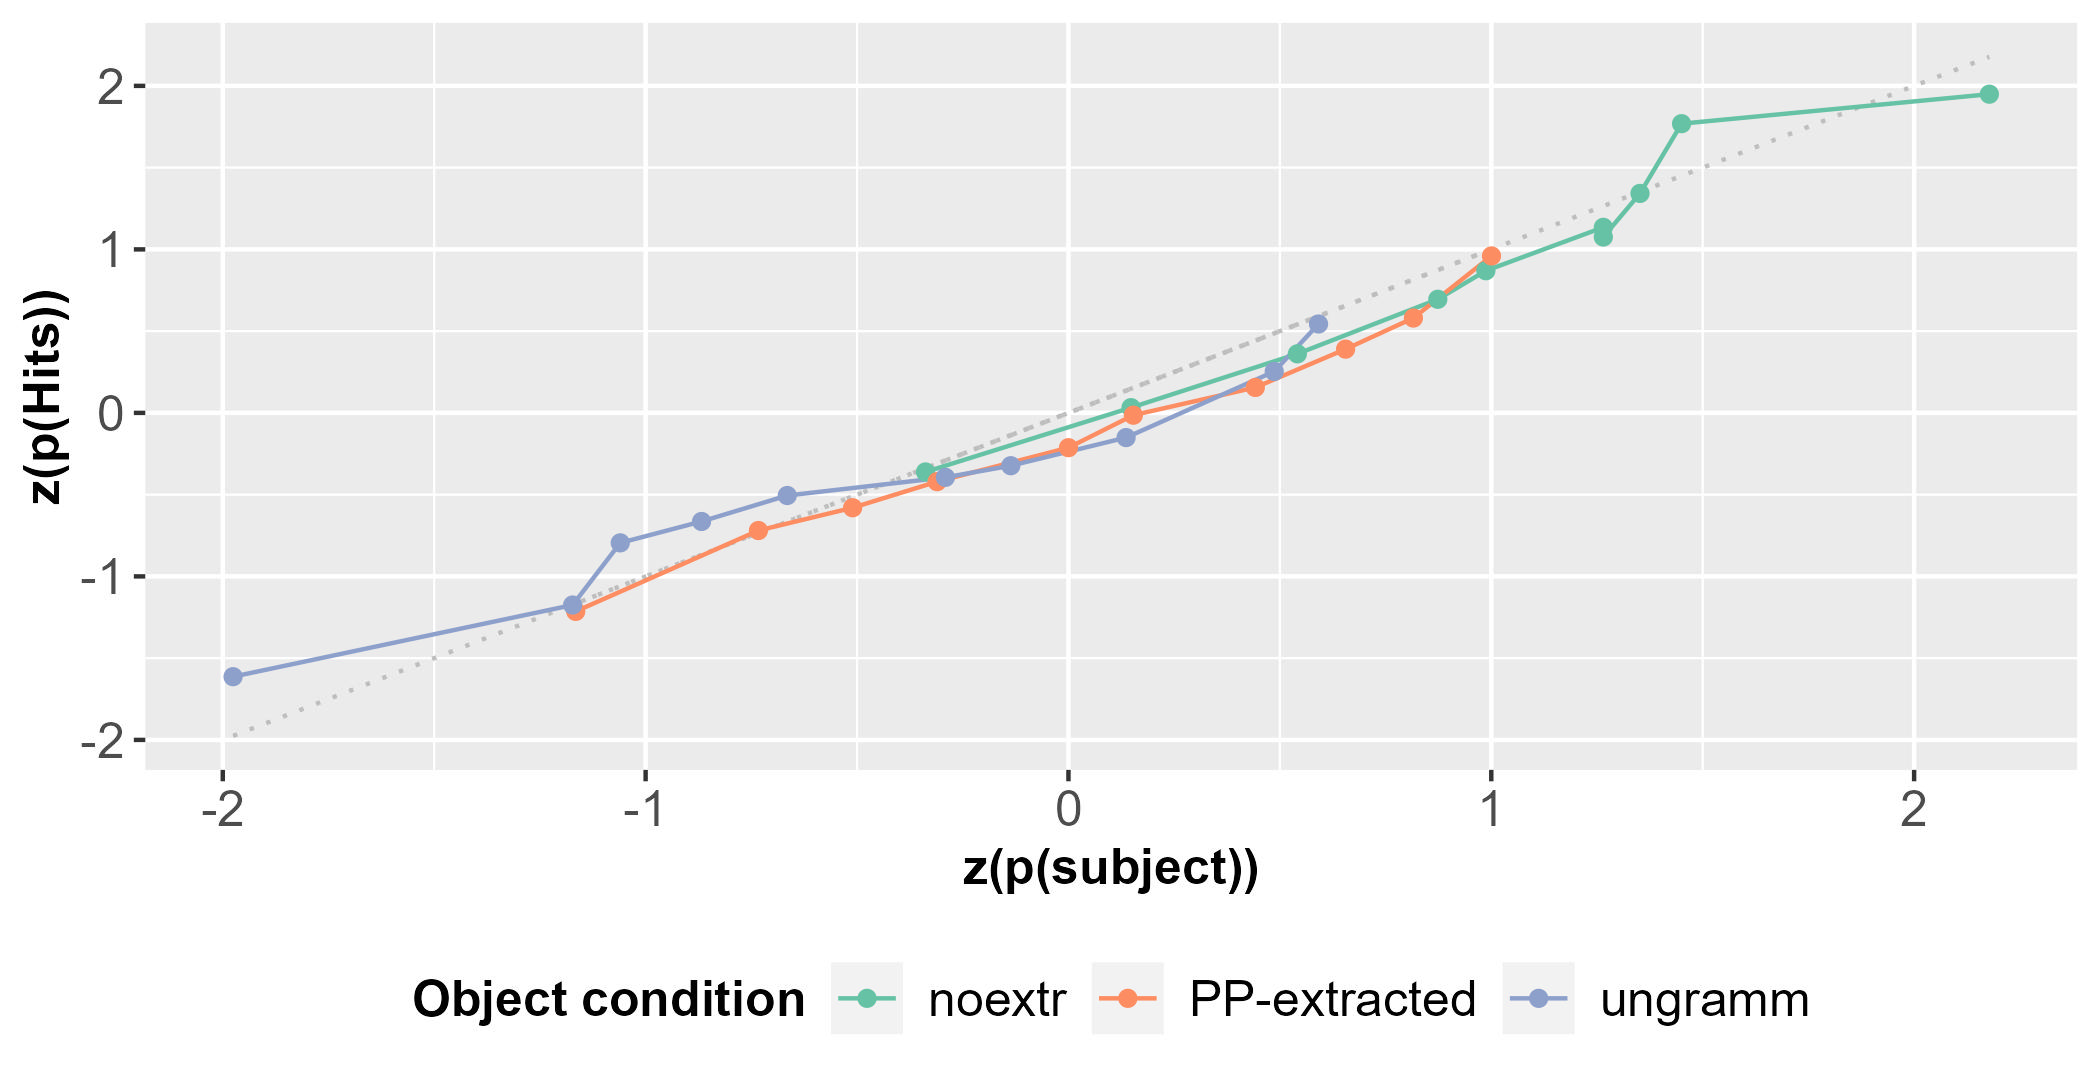 2
1
0
-1
-2
z(p(Hits))
-2 -1 0 1 2
z(p(subject))
Object condition noextr PP-extracted ungramm